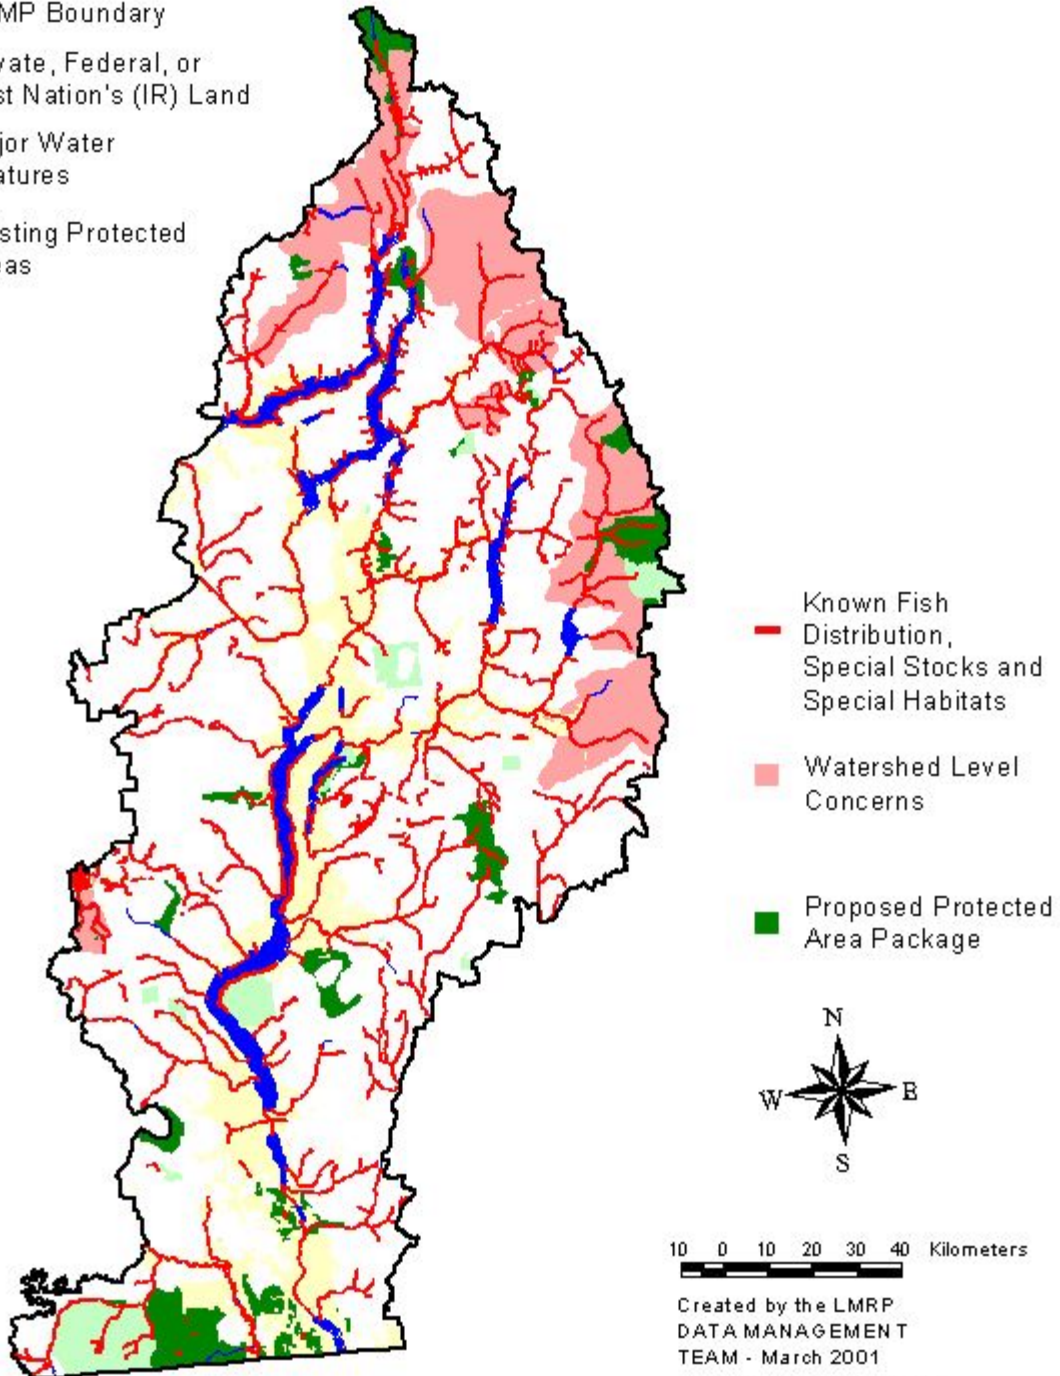 MP Boundary
vate, Federal, or
st Nation's (IR) Land
jor Water
atures
sting Protected
eas
Known Fish
Distribution,
Special Stocks and
Special Habitats
Watershed Level
Concerns
Proposed Protected
Area Package
N
W E
S
10 0 10 20 30 40 Kilometers
Created by the LMRP
DATA MANAGEMENT
TEAM - March 2001